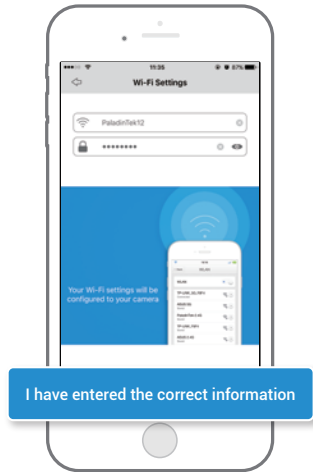 11:35
87%
Wi-Fi Settings
PaladinTek12
••••••••
Your Wi-Fi settings will be
configured to your camera
WLAN
I have entered the correct information